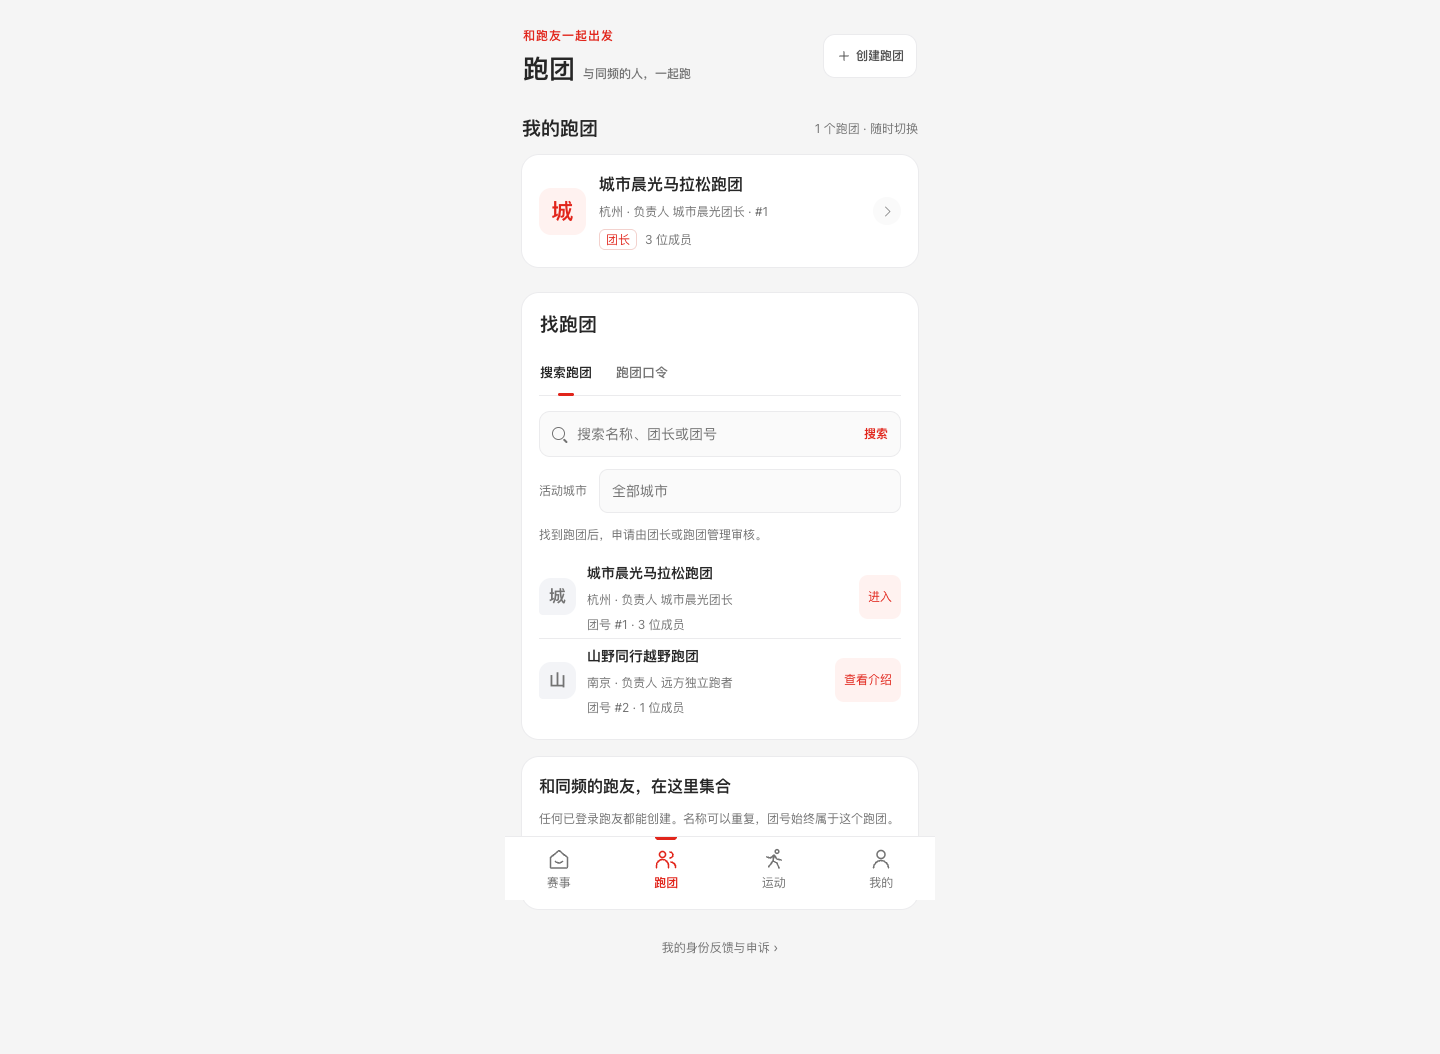 和跑友一起出发
跑团 与同频的人，一起跑
创建跑团
我的跑团
1 个跑团 · 随时切换
城
城市晨光马拉松跑团
杭州 · 负责人 城市晨光团长 · #1
团长 3 位成员
找跑团
搜索跑团 跑团口令
搜索名称、团长或团号 搜索
活动城市 全部城市
找到跑团后，申请由团长或跑团管理审核。
城
城市晨光马拉松跑团
杭州 · 负责人 城市晨光团长
团号 #1 · 3 位成员
进入
山
山野同行越野跑团
南京 · 负责人 远方独立跑者
团号 #2 · 1 位成员
查看介绍
和同频的跑友，在这里集合
任何已登录跑友都能创建。名称可以重复，团号始终属于这个跑团。
赛事 跑团 运动 我的
我的身份反馈与申诉 ›